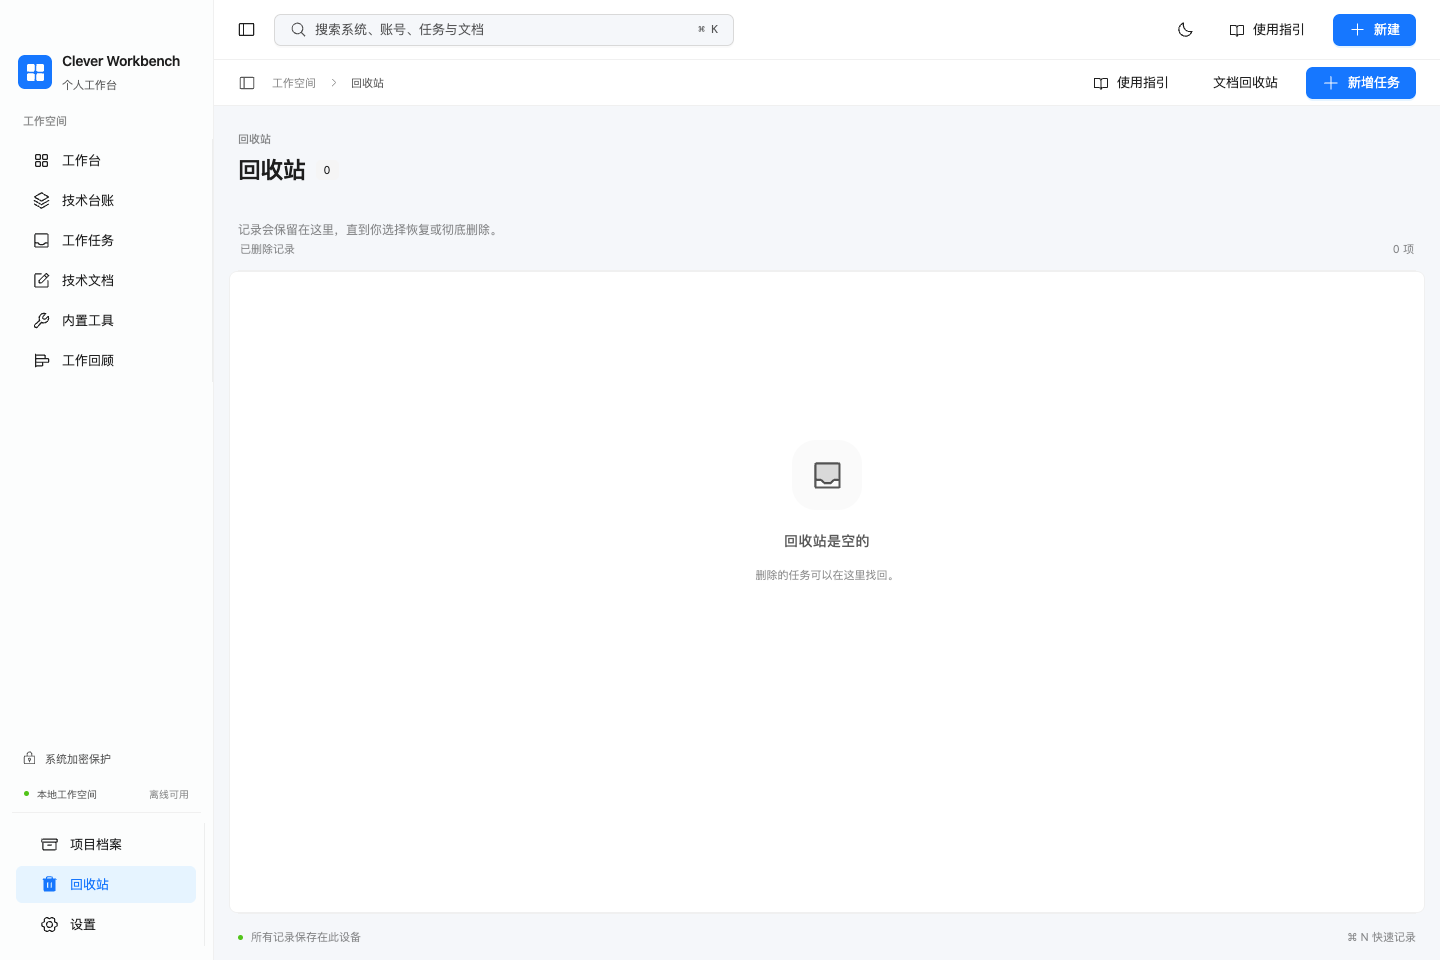 Clever Workbench
个人工作台
工作空间
工作台
技术台账
工作任务
技术文档
内置工具
工作回顾
系统加密保护
本地工作空间 离线可用
项目档案
回收站
设置
搜索系统、账号、任务与文档 ⌘ K
使用指引
新建
工作空间 > 回收站
使用指引
文档回收站
新增任务
回收站
回收站 0
记录会保留在这里，直到你选择恢复或彻底删除。
已删除记录 0 项
回收站是空的
删除的任务可以在这里找回。
所有记录保存在此设备
⌘ N 快速记录